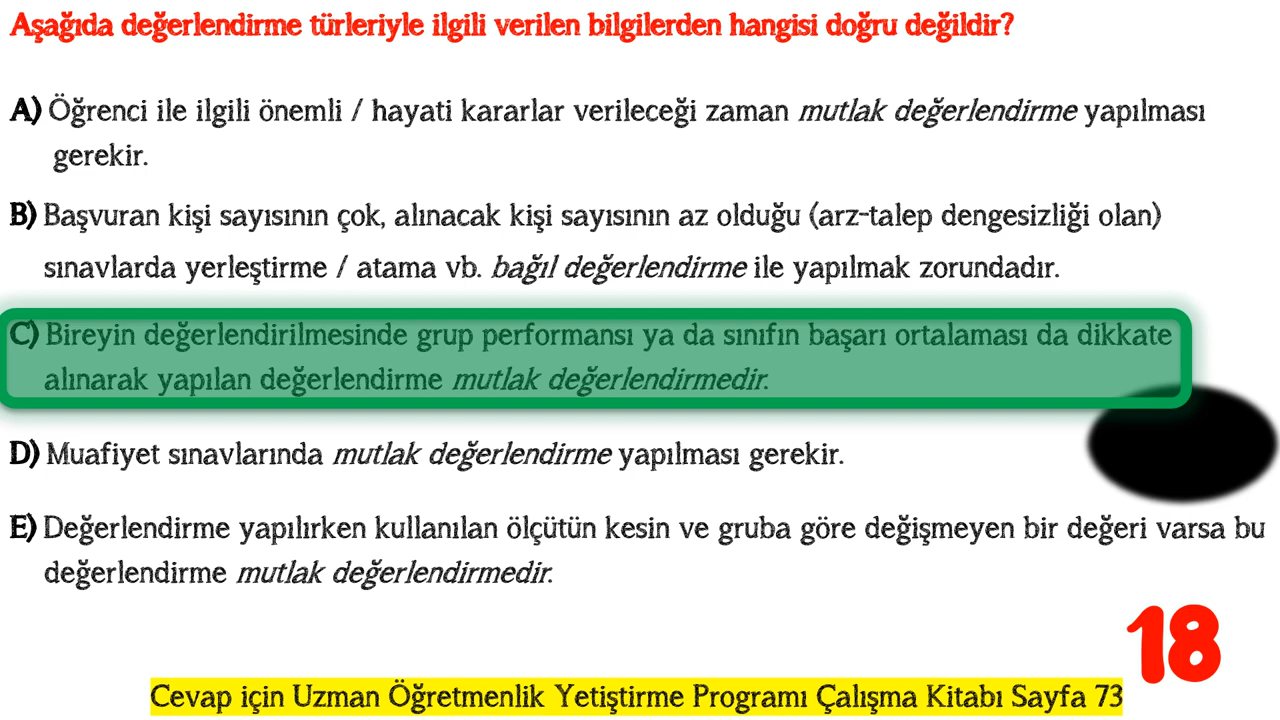 Aşağıda değerlendirme türleriyle ilgili verilen bilgilerden hangisi doğru değildir?
A) Öğrenci ile ilgili önemli / hayati kararlar verileceği zaman mutlak değerlendirme yapılması
gerekir.
B) Başvuran kişi sayısının çok, alınacak kişi sayısının az olduğu (arz-talep dengesizliği olan)
sınavlarda yerleştirme / atama vb. bağıl değerlendirme ile yapılmak zorundadır.
C) Bireyin değerlendirilmesinde grup performansı ya da sınıfın başarı ortalaması da dikkate
alınarak yapılan değerlendirme mutlak değerlendirmedir.
D) Muafiyet sınavlarında mutlak değerlendirme yapılması gerekir.
E) Değerlendirme yapılırken kullanılan ölçütün kesin ve gruba göre değişmeyen bir değeri varsa bu
değerlendirme mutlak değerlendirmedir.
18
Cevap için Uzman Öğretmenlik Yetiştirme Programı Çalışma Kitabı Sayfa 73